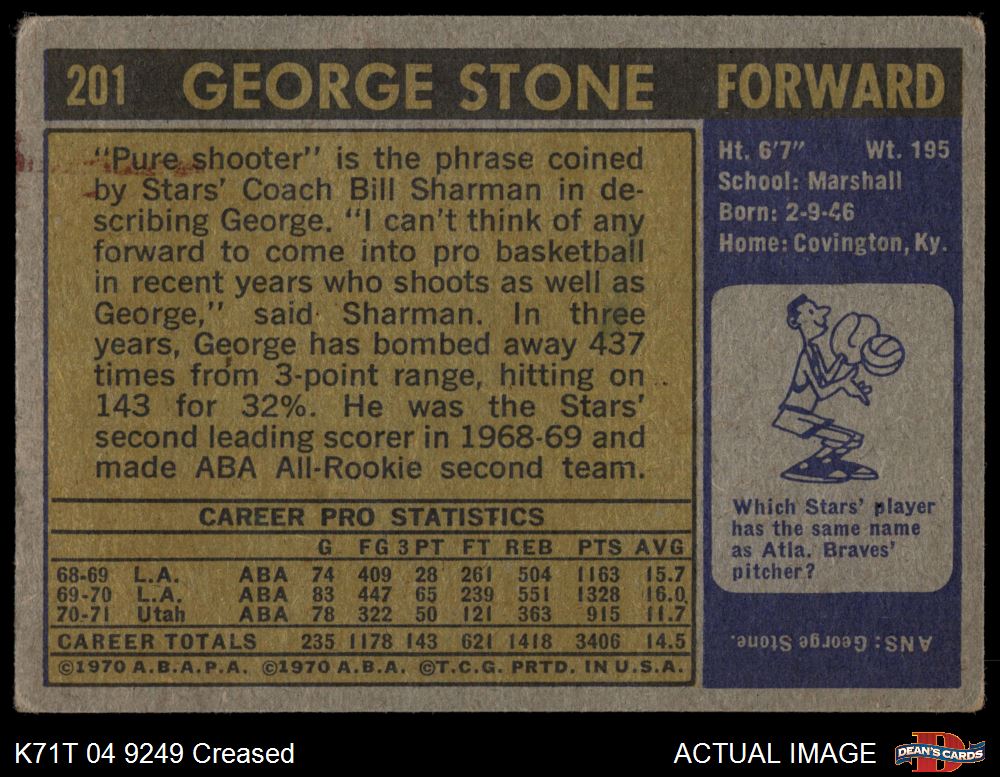 201 GEORGE STONE FORWARD
"Pure shooter" is the phrase coined
by Stars' Coach Bill Sharman in de-
scribing George. "I can't think of any
forward to come into pro basketball
in recent years who shoots as well as
George," said Sharman. In three
years, George has bombed away 437
times from 3-point range, hitting on
143 for 32%. He was the Stars'
second leading scorer in 1968-69 and
made ABA All-Rookie second team.
CAREER PRO STATISTICS
G FG 3 PT FT REB PTS AVG
68-69 L.A. ABA 74 409 28 261 504 1163 15.7
69-70 L.A. ABA 83 447 65 239 551 1328 16.0
70-71 Utah ABA 78 322 50 121 363 915 11.7
CAREER TOTALS 235 1178 143 621 1418 3406 14.5
©1970 A.B.A.P.A. ©1970 A.B.A. ©T.C.G. PRTD. IN U.S.A.
Ht. 6'7" Wt. 195
School: Marshall
Born: 2-9-46
Home: Covington, Ky.
Which Stars' player
has the same name
as Atla. Braves'
pitcher?
ANS: George Stone.
K71T 04 9249 Creased
ACTUAL IMAGE
DEAN'S CARDS